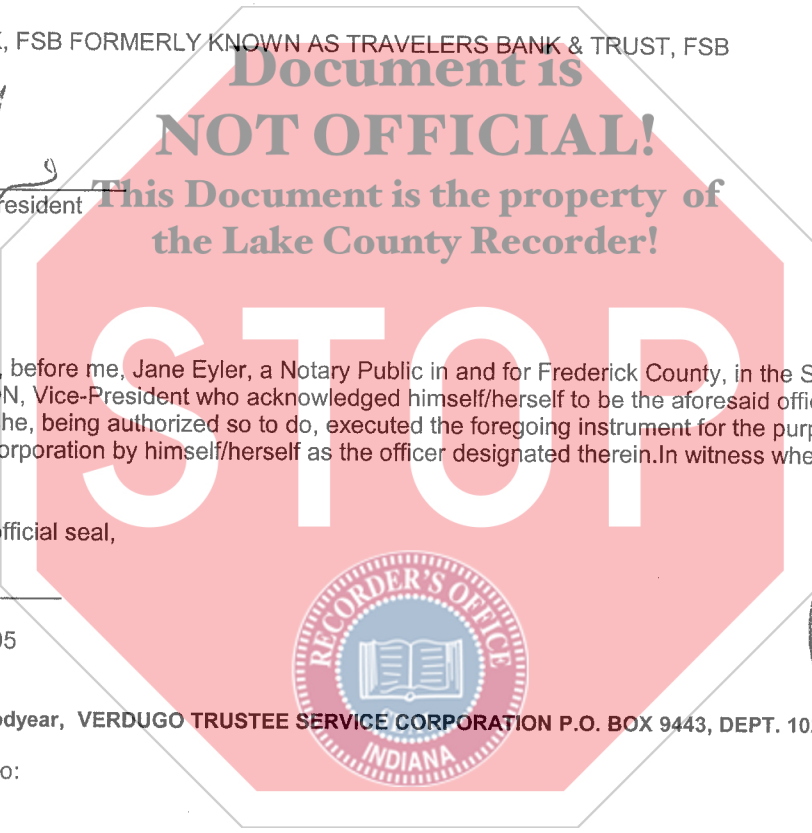 , FSB FORMERLY KNOWN AS TRAVELERS BANK & TRUST, FSB
Document is
NOT OFFICIAL!
resident
This Document is the property of
the Lake County Recorder!
STOP
, before me, Jane Eyler, a Notary Public in and for Frederick County, in the S
N, Vice-President who acknowledged himself/herself to be the aforesaid offi
he, being authorized so to do, executed the foregoing instrument for the purp
orporation by himself/herself as the officer designated therein.In witness whe
fficial seal,
RECORDER'S OFFICE
05
odyear, VERDUGO TRUSTEE SERVICE CORPORATION P.O. BOX 9443, DEPT. 10
INDIANA
o: